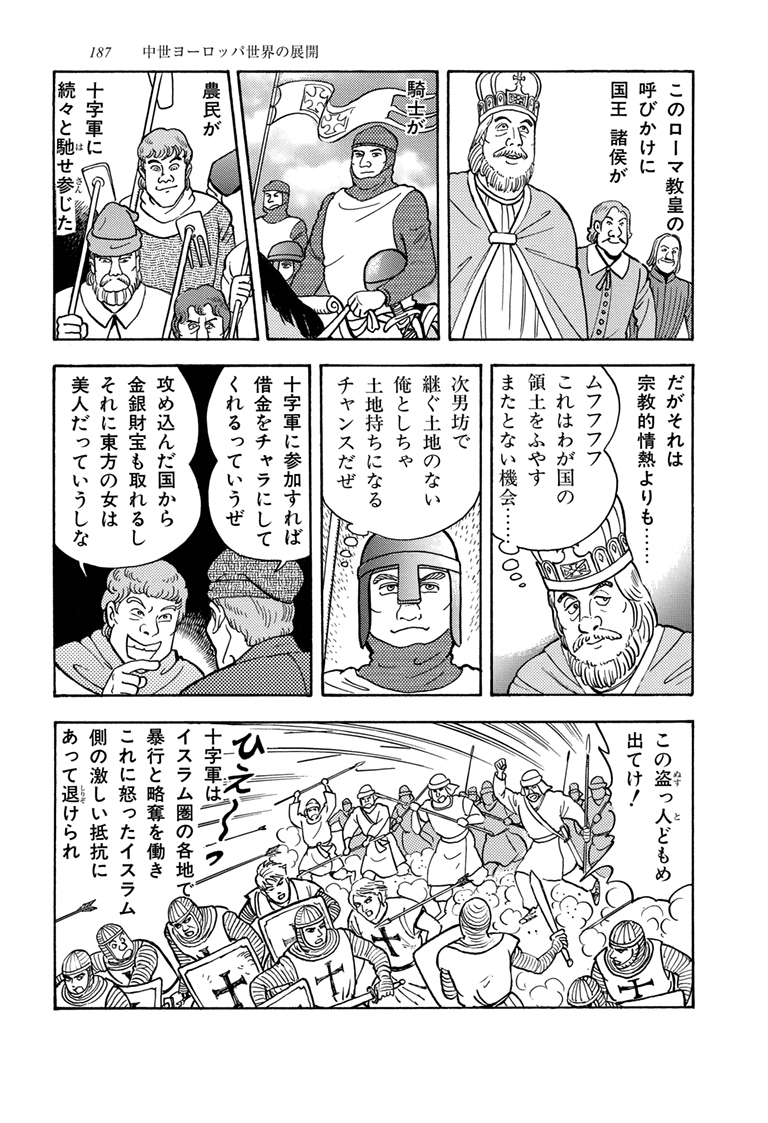 187 中世ヨーロッパ世界の展開
このローマ教皇の
呼びかけに
国王 諸侯が
騎士が
農民が
十字軍に
続々と馳せ参じた
は
さん
だがそれは
宗教的情熱よりも……
ムフフフフ
これはわが国の
領土をふやす
またとない機会……
次男坊で
継ぐ土地のない
俺としちゃ
土地持ちになる
チャンスだぜ
十字軍に参加すれば
借金をチャラにして
くれるっていうぜ
攻め込んだ国から
金銀財宝も取れるし
それに東方の女は
美人だっていうしな
この盗っ人どもめ
ぬす
と
出てけ!
ひえ〜っ
十字軍は
イスラム圏の各地で
暴行と略奪を働き
これに怒ったイスラム
側の激しい抵抗に
あって退けられ
しりぞ